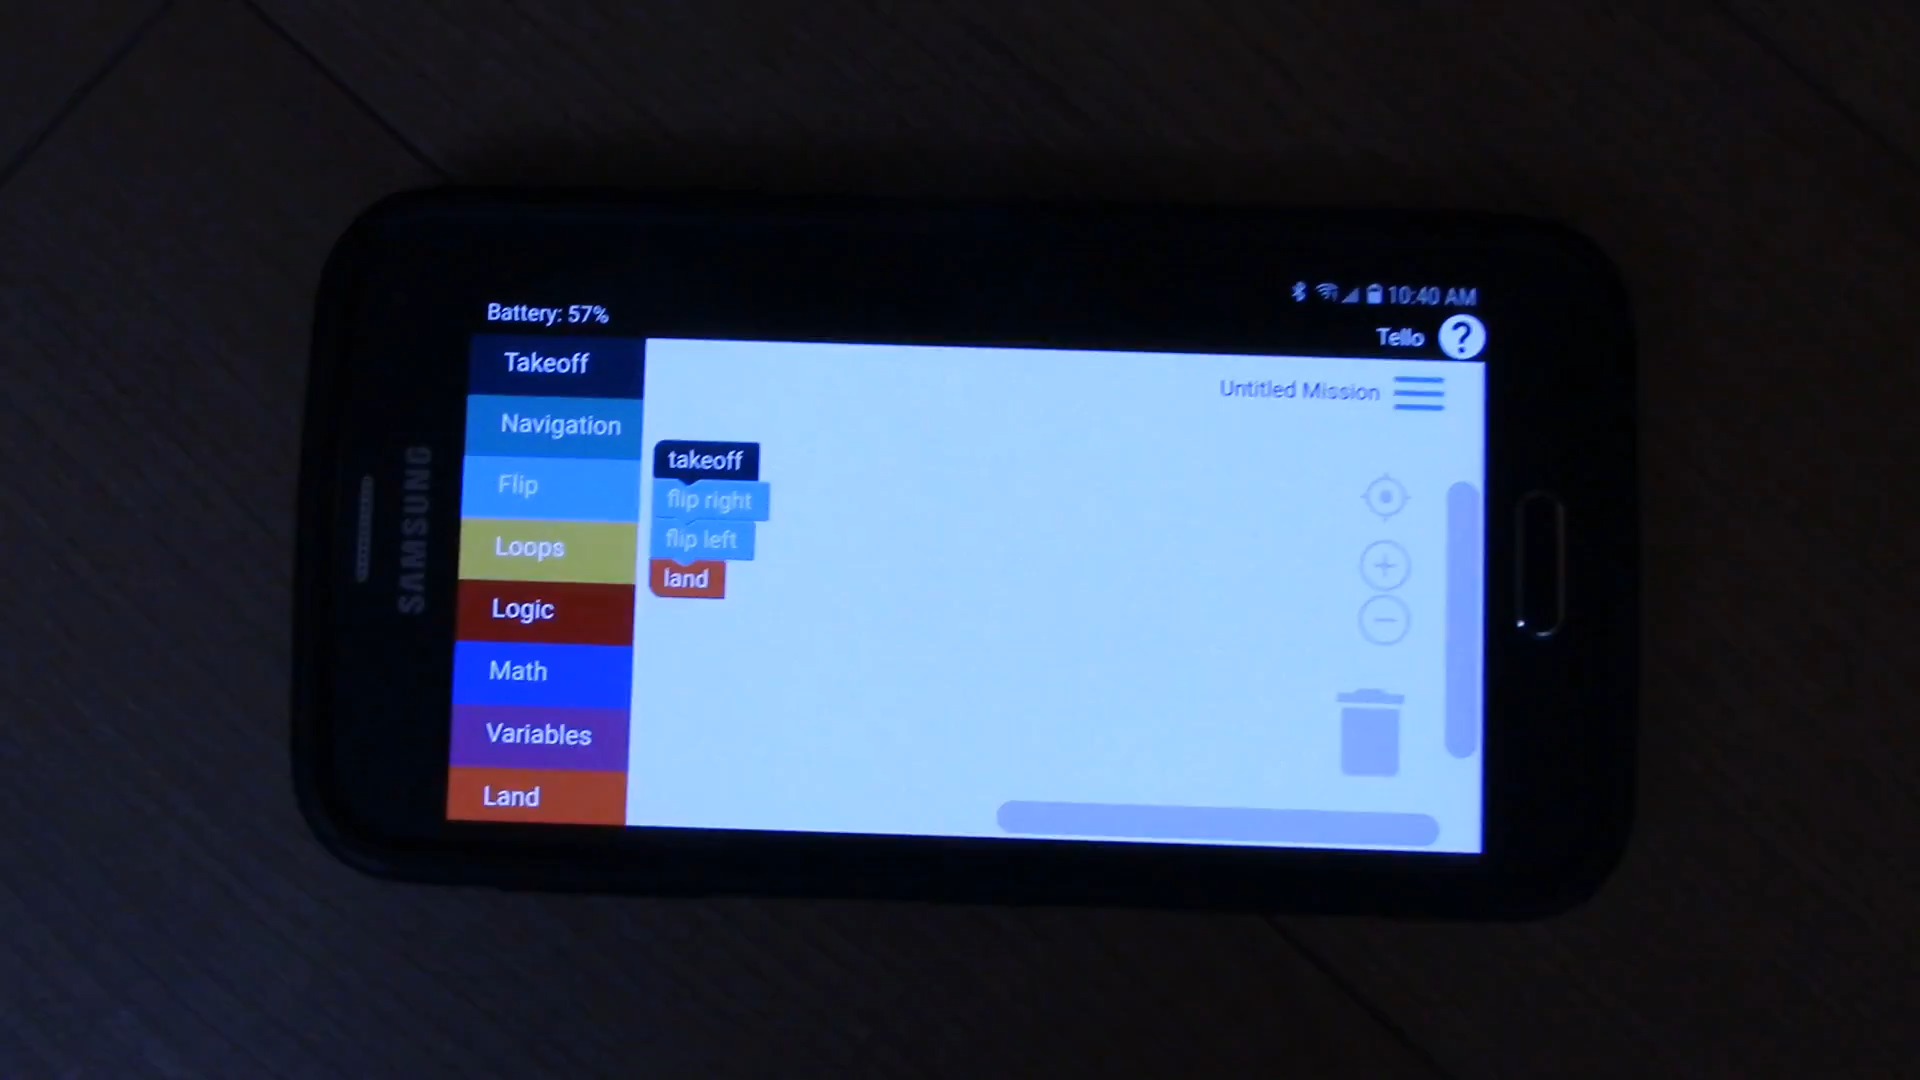 10:40 AM
Battery: 57%
Tello ?
Takeoff
Navigation
Flip
Loops
Logic
Math
Variables
Land
Untitled Mission
takeoff
flip right
flip left
land
SAMSUNG